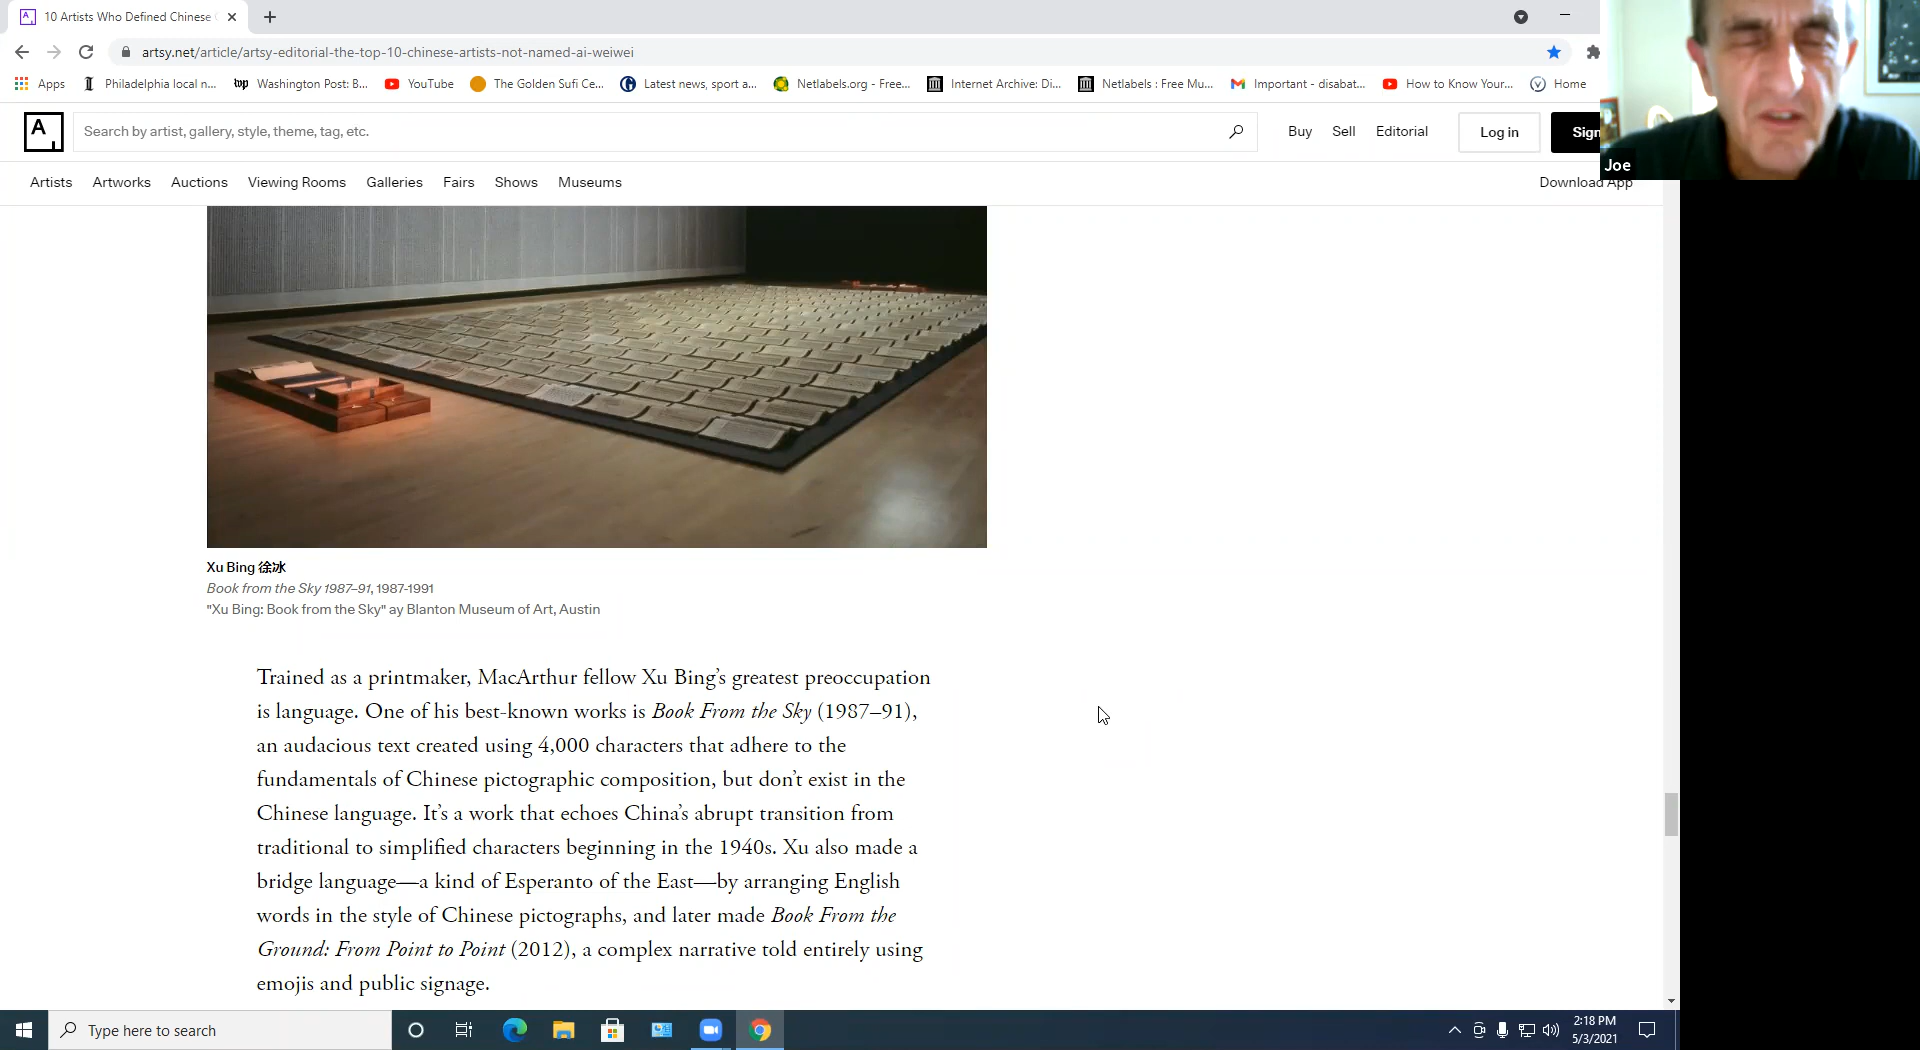 10 Artists Who Defined Chinese
artsy.net/article/artsy-editorial-the-top-10-chinese-artists-not-named-ai-weiwei
Apps
Philadelphia local n...
wp
Washington Post: B...
YouTube
The Golden Sufi Ce...
Latest news, sport a...
Netlabels.org - Free...
Internet Archive: Di...
Netlabels : Free Mu...
Important - disabat...
How to Know Your...
Home
A
Search by artist, gallery, style, theme, tag, etc.
Buy
Sell
Editorial
Log in
Sign
Joe
Artists
Artworks
Auctions
Viewing Rooms
Galleries
Fairs
Shows
Museums
Download App
Xu Bing 徐冰
Book from the Sky 1987–91, 1987-1991
"Xu Bing: Book from the Sky" ay Blanton Museum of Art, Austin
Trained as a printmaker, MacArthur fellow Xu Bing’s greatest preoccupation
is language. One of his best-known works is Book From the Sky (1987–91),
an audacious text created using 4,000 characters that adhere to the
fundamentals of Chinese pictographic composition, but don’t exist in the
Chinese language. It’s a work that echoes China’s abrupt transition from
traditional to simplified characters beginning in the 1940s. Xu also made a
bridge language—a kind of Esperanto of the East—by arranging English
words in the style of Chinese pictographs, and later made Book From the
Ground: From Point to Point (2012), a complex narrative told entirely using
emojis and public signage.
Type here to search
2:18 PM
5/3/2021